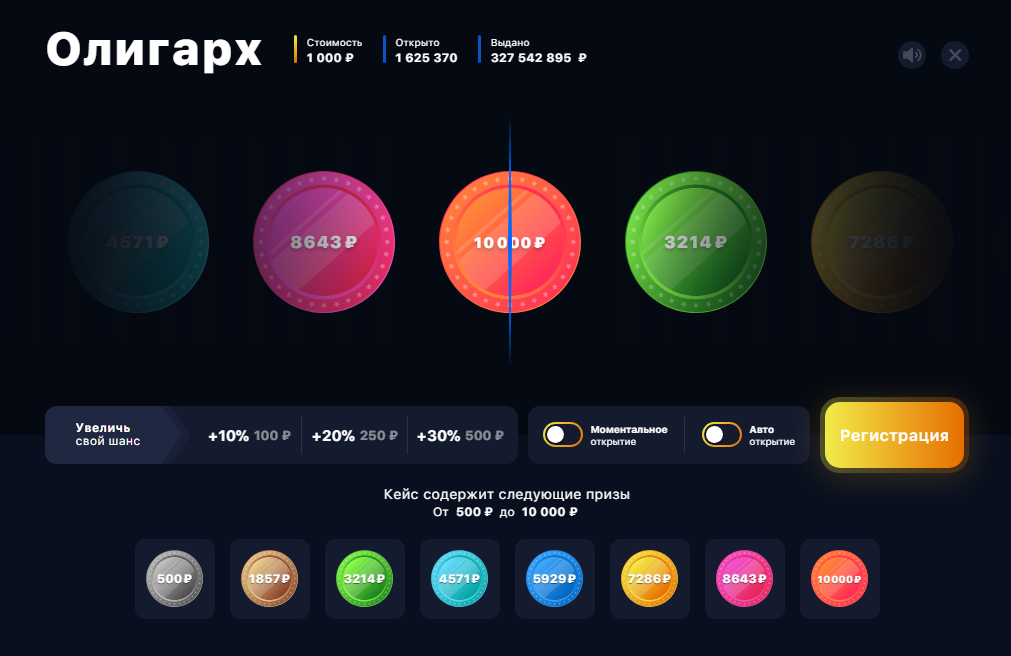 Олигарх
Стоимость
1 000 ₽
Открыто
1 625 370
Выдано
327 542 895 ₽
4571 ₽
8643 ₽
10 000 ₽
3214 ₽
7286 ₽
Увеличь
свой шанс
+10% 100 ₽
+20% 250 ₽
+30% 500 ₽
Моментальное
открытие
Авто
открытие
Регистрация
Кейс содержит следующие призы
От 500 ₽ до 10 000 ₽
500 ₽
1857 ₽
3214 ₽
4571 ₽
5929 ₽
7286 ₽
8643 ₽
10000 ₽